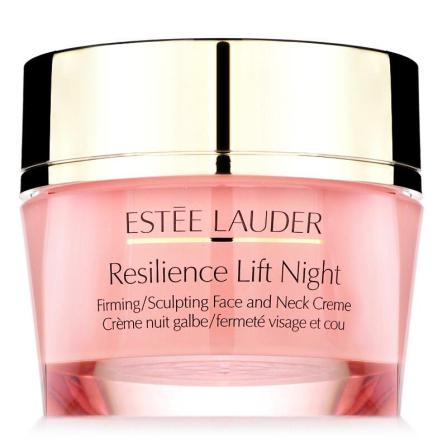 ESTĒE LAUDER
Resilience Lift Night
Firming/Sculpting Face and Neck Creme
Crème nuit galbe/fermeté visage et cou